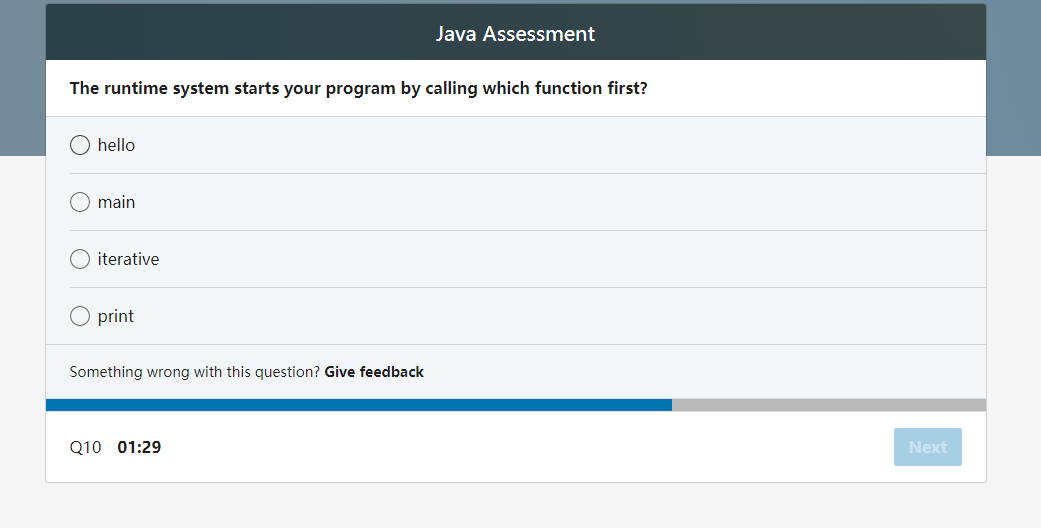 Java Assessment
The runtime system starts your program by calling which function first?
hello
main
iterative
print
Something wrong with this question? Give feedback
Q10 01:29
Next